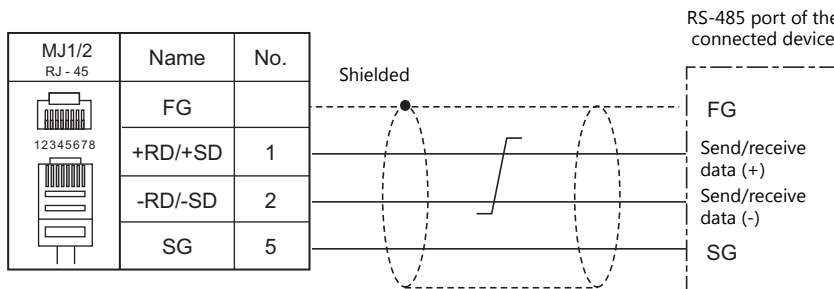 RS-485 port of the
connected device
MJ1/2
RJ - 45
Name
No.
Shielded
FG
FG
12345678
+RD/+SD
1
Send/receive
data (+)
-RD/-SD
2
Send/receive
data (-)
SG
5
SG